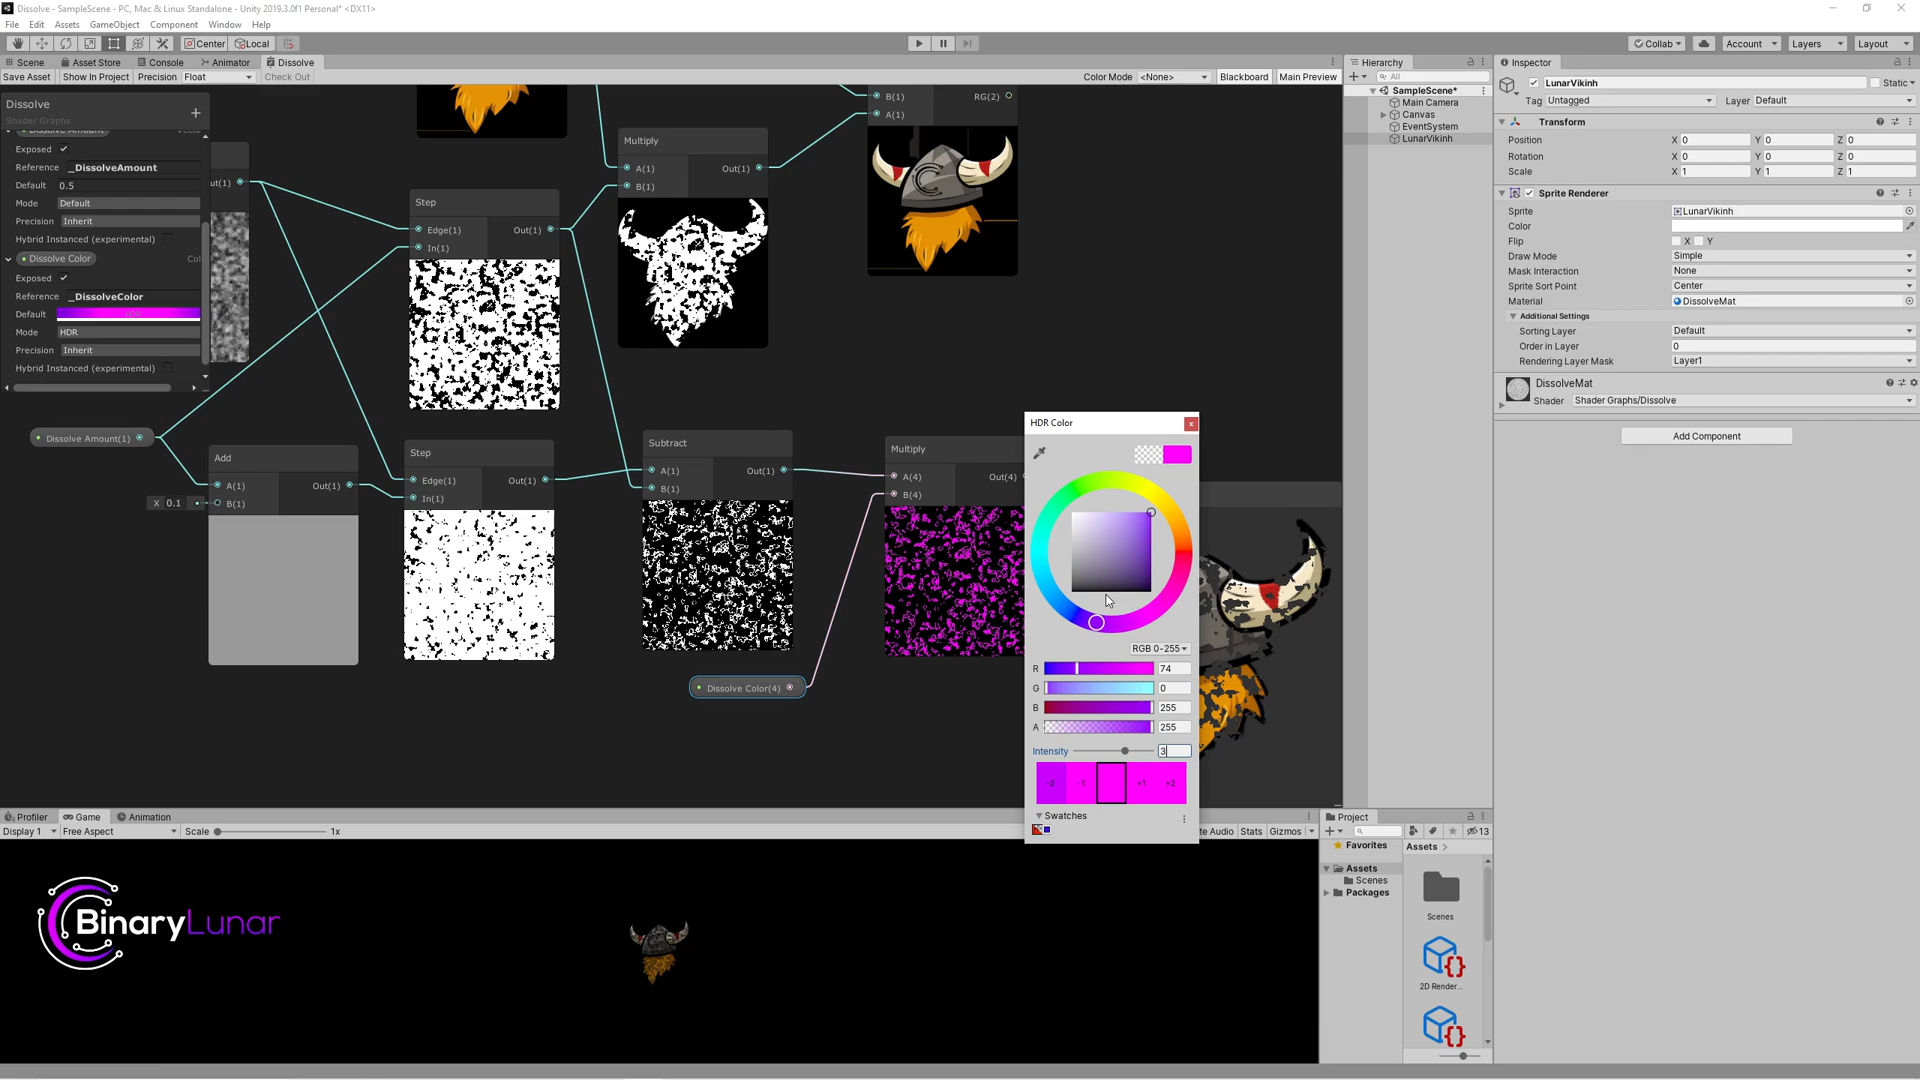 Dissolve - SampleScene - PC, Mac & Linux Standalone - Unity 2019.3.0f1 Personal* <DX11>
File Edit Assets GameObject Component Window Help
Center Local
Collab Account Layers Layout
Scene Asset Store Console Animator Dissolve
Save Asset Show In Project Precision Float Check Out
Color Mode <None> Blackboard Main Preview
Dissolve
Shader Graphs
Dissolve Amount
Exposed
Reference _DissolveAmount
Default 0.5
Mode Default
Precision Inherit
Hybrid Instanced (experimental)
Dissolve Color
Exposed
Reference _DissolveColor
Default HDR
Mode HDR
Precision Inherit
Hybrid Instanced (experimental)
Dissolve Amount(1)
X 0.1
Add
A(1) Out(1)
B(1)
Step
Edge(1) Out(1)
In(1)
Step
Edge(1) Out(1)
In(1)
Multiply
A(1) Out(1)
B(1)
B(1) RG(2)
A(1)
Subtract
A(1) Out(1)
B(1)
Multiply
A(4) Out(4)
B(4)
Dissolve Color(4)
HDR Color
RGB 0-255
R 74
G 0
B 255
A 255
Intensity 3
-2 -1 +1 +2
Swatches
Hierarchy
All
SampleScene*
Main Camera
Canvas
EventSystem
LunarVikinh
Inspector
LunarVikinh Static
Tag Untagged Layer Default
Transform
Position X 0 Y 0 Z 0
Rotation X 0 Y 0 Z 0
Scale X 1 Y 1 Z 1
Sprite Renderer
Sprite LunarVikinh
Color
Flip X Y
Draw Mode Simple
Mask Interaction None
Sprite Sort Point Center
Material DissolveMat
Additional Settings
Sorting Layer Default
Order in Layer 0
Rendering Layer Mask Layer1
DissolveMat
Shader Shader Graphs/Dissolve
Add Component
Profiler Game Animation
Display 1 Free Aspect Scale 1x
te Audio Stats Gizmos
BinaryLunar
Project
13
Favorites
Assets
Scenes
Packages
Assets >
Scenes
2D Render...